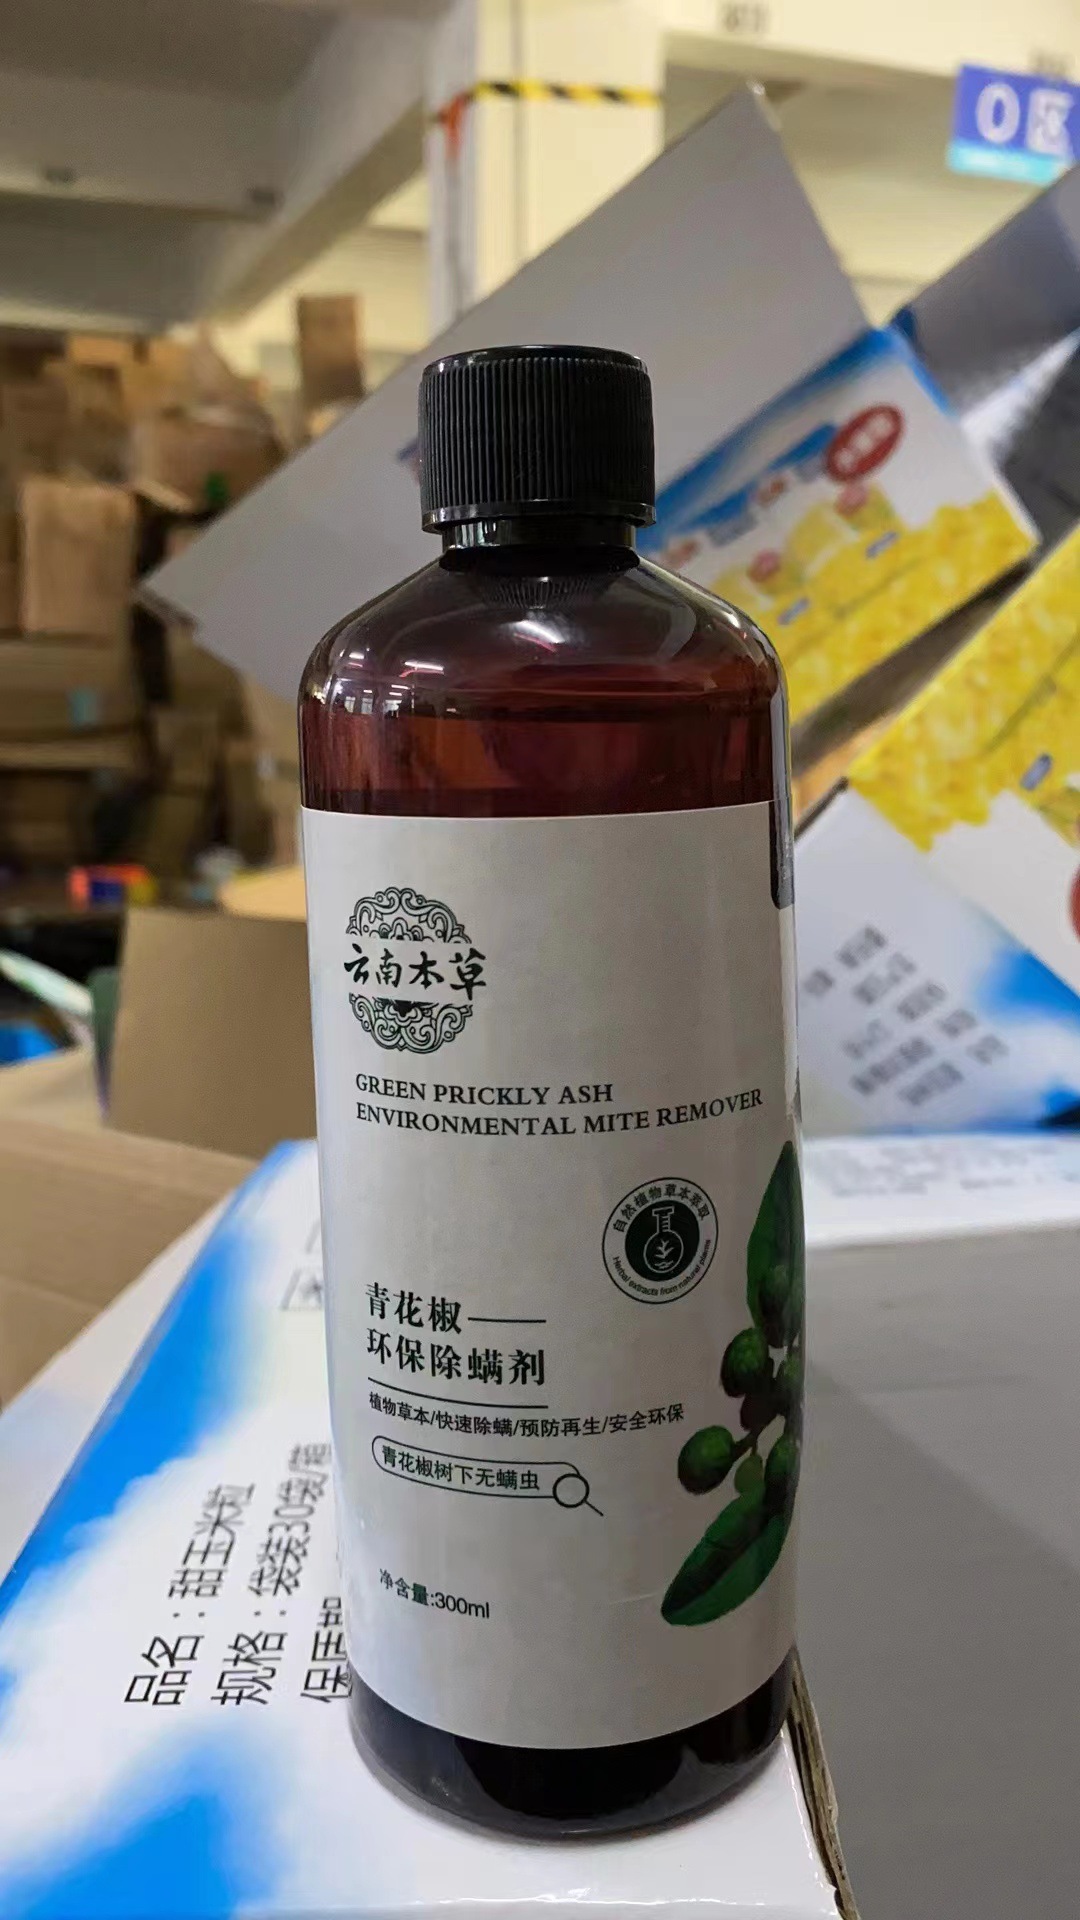 O区
云南本草
GREEN PRICKLY ASH
ENVIRONMENTAL MITE REMOVER
自然植物草本萃取
Herbal extracts from natural plants
青花椒
环保除螨剂
植物草本/快速除螨/预防再生/安全环保
青花椒树下无螨虫
净含量:300ml
品名：甜玉米粒
规格：袋装30袋/箱